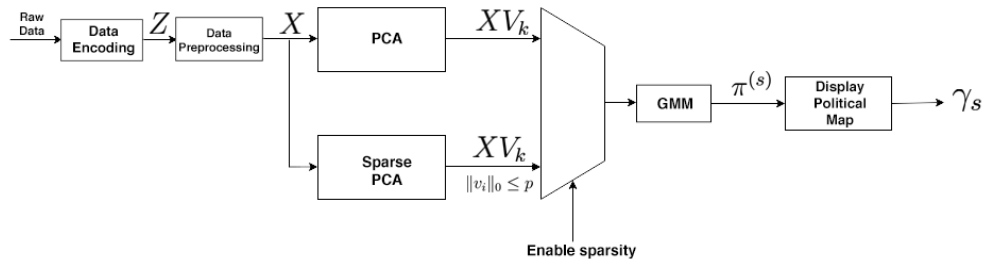 Raw
Data
Data
Encoding
Z
Data
Preprocessing
X
PCA
XV_k
Sparse
PCA
XV_k
‖v_i‖_0 ≤ p
Enable sparsity
GMM
π^{(s)}
Display
Political
Map
γ_s